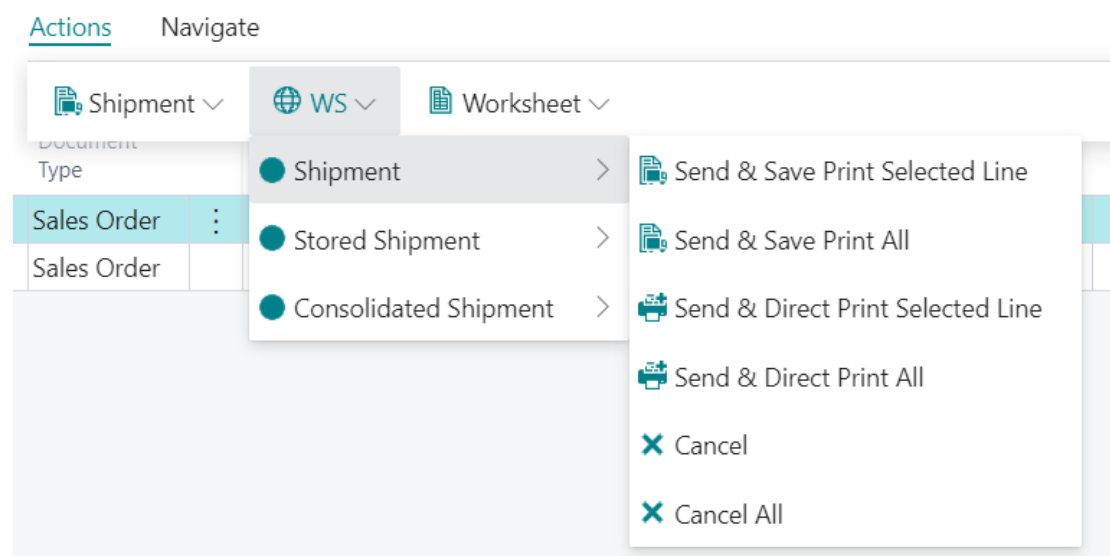 Actions Navigate
Shipment WS Worksheet
Document
Type
Sales Order
Sales Order
Shipment
Stored Shipment
Consolidated Shipment
Send & Save Print Selected Line
Send & Save Print All
Send & Direct Print Selected Line
Send & Direct Print All
Cancel
Cancel All